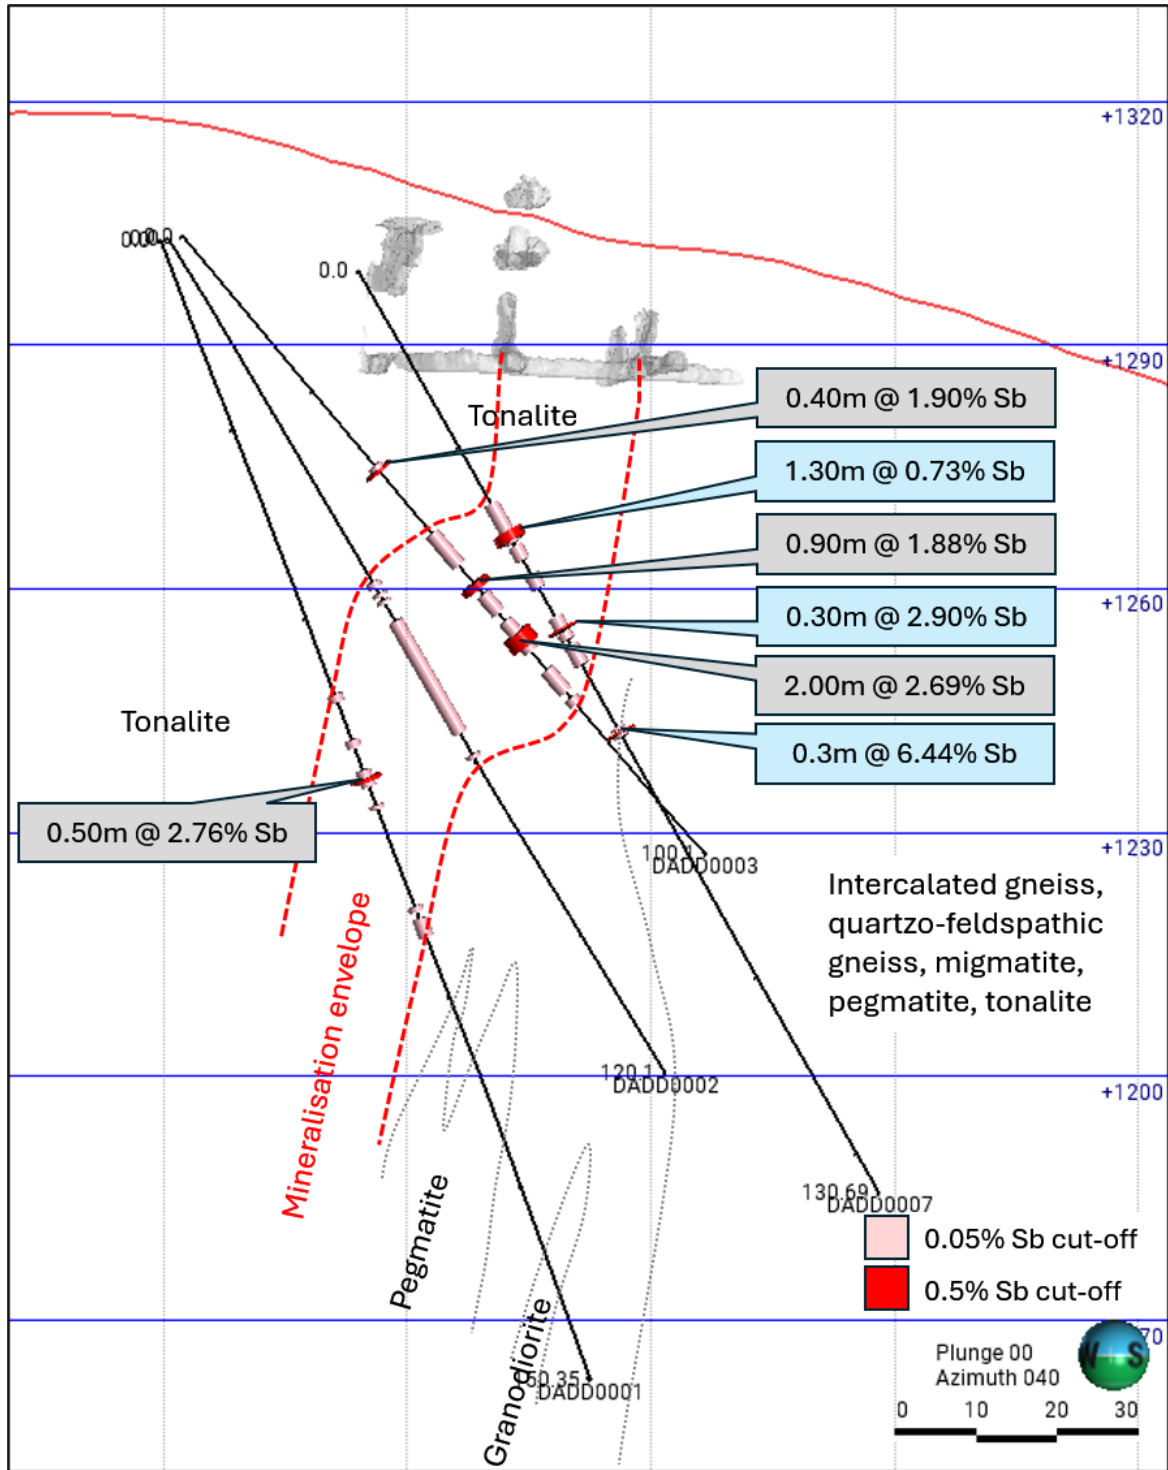 +1320
0.0
0.0
+1290
0.40m @ 1.90% Sb
Tonalite
1.30m @ 0.73% Sb
0.90m @ 1.88% Sb
+1260
0.30m @ 2.90% Sb
2.00m @ 2.69% Sb
Tonalite
0.3m @ 6.44% Sb
0.50m @ 2.76% Sb
+1230
DADD0003
Intercalated gneiss,
quartzo-feldspathic
gneiss, migmatite,
pegmatite, tonalite
Mineralisation envelope
120.1
DADD0002
+1200
130.69
DADD0007
Pegmatite
0.05% Sb cut-off
0.5% Sb cut-off
Granodiorite
DADD0001
Plunge 00
Azimuth 040
W S
0 10 20 30